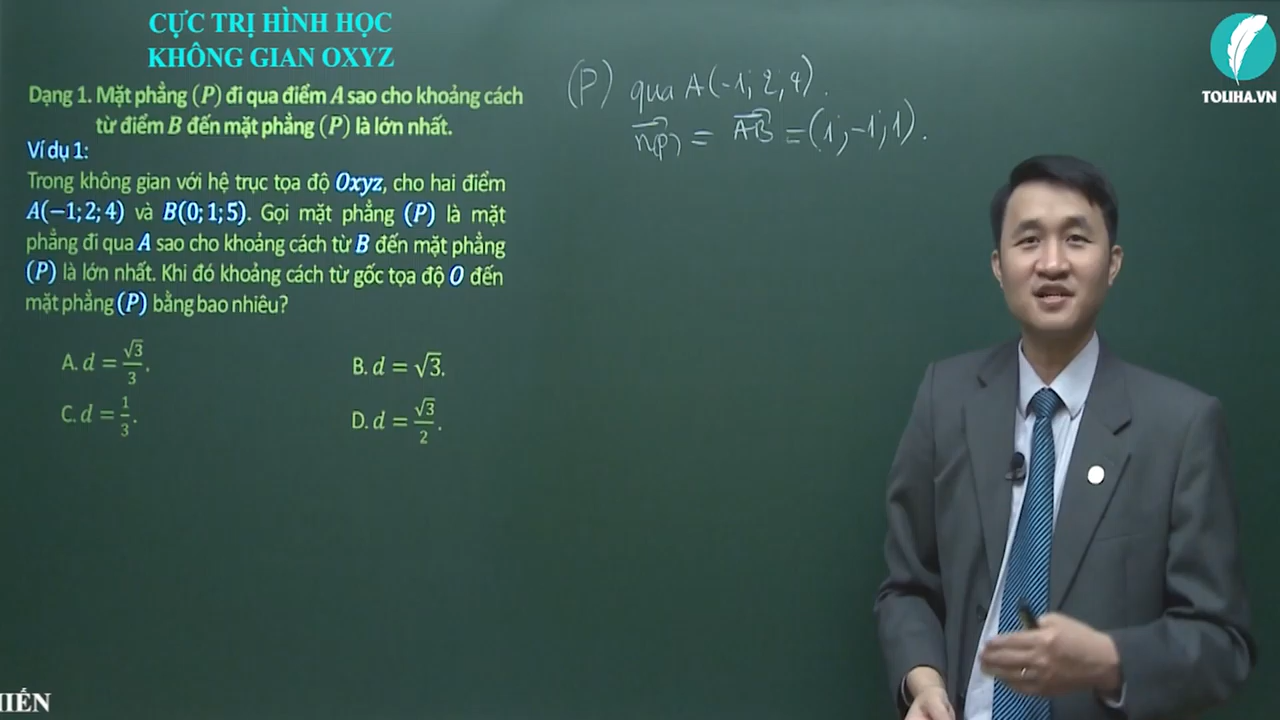 CỰC TRỊ HÌNH HỌC
KHÔNG GIAN OXYZ
Dạng 1. Mặt phẳng (P) đi qua điểm A sao cho khoảng cách
từ điểm B đến mặt phẳng (P) là lớn nhất.
Ví dụ 1:
Trong không gian với hệ trục tọa độ Oxyz, cho hai điểm
A(−1; 2; 4) và B(0; 1; 5). Gọi mặt phẳng (P) là mặt
phẳng đi qua A sao cho khoảng cách từ B đến mặt phẳng
(P) là lớn nhất. Khi đó khoảng cách từ gốc tọa độ O đến
mặt phẳng (P) bằng bao nhiêu?
A. d = √3/3.
B. d = √3.
C. d = 1/3.
D. d = √3/2.
(P) qua A(-1; 2; 4).
n(P) = AB = (1; -1; 1).
TOLIHA.VN
HIẾN